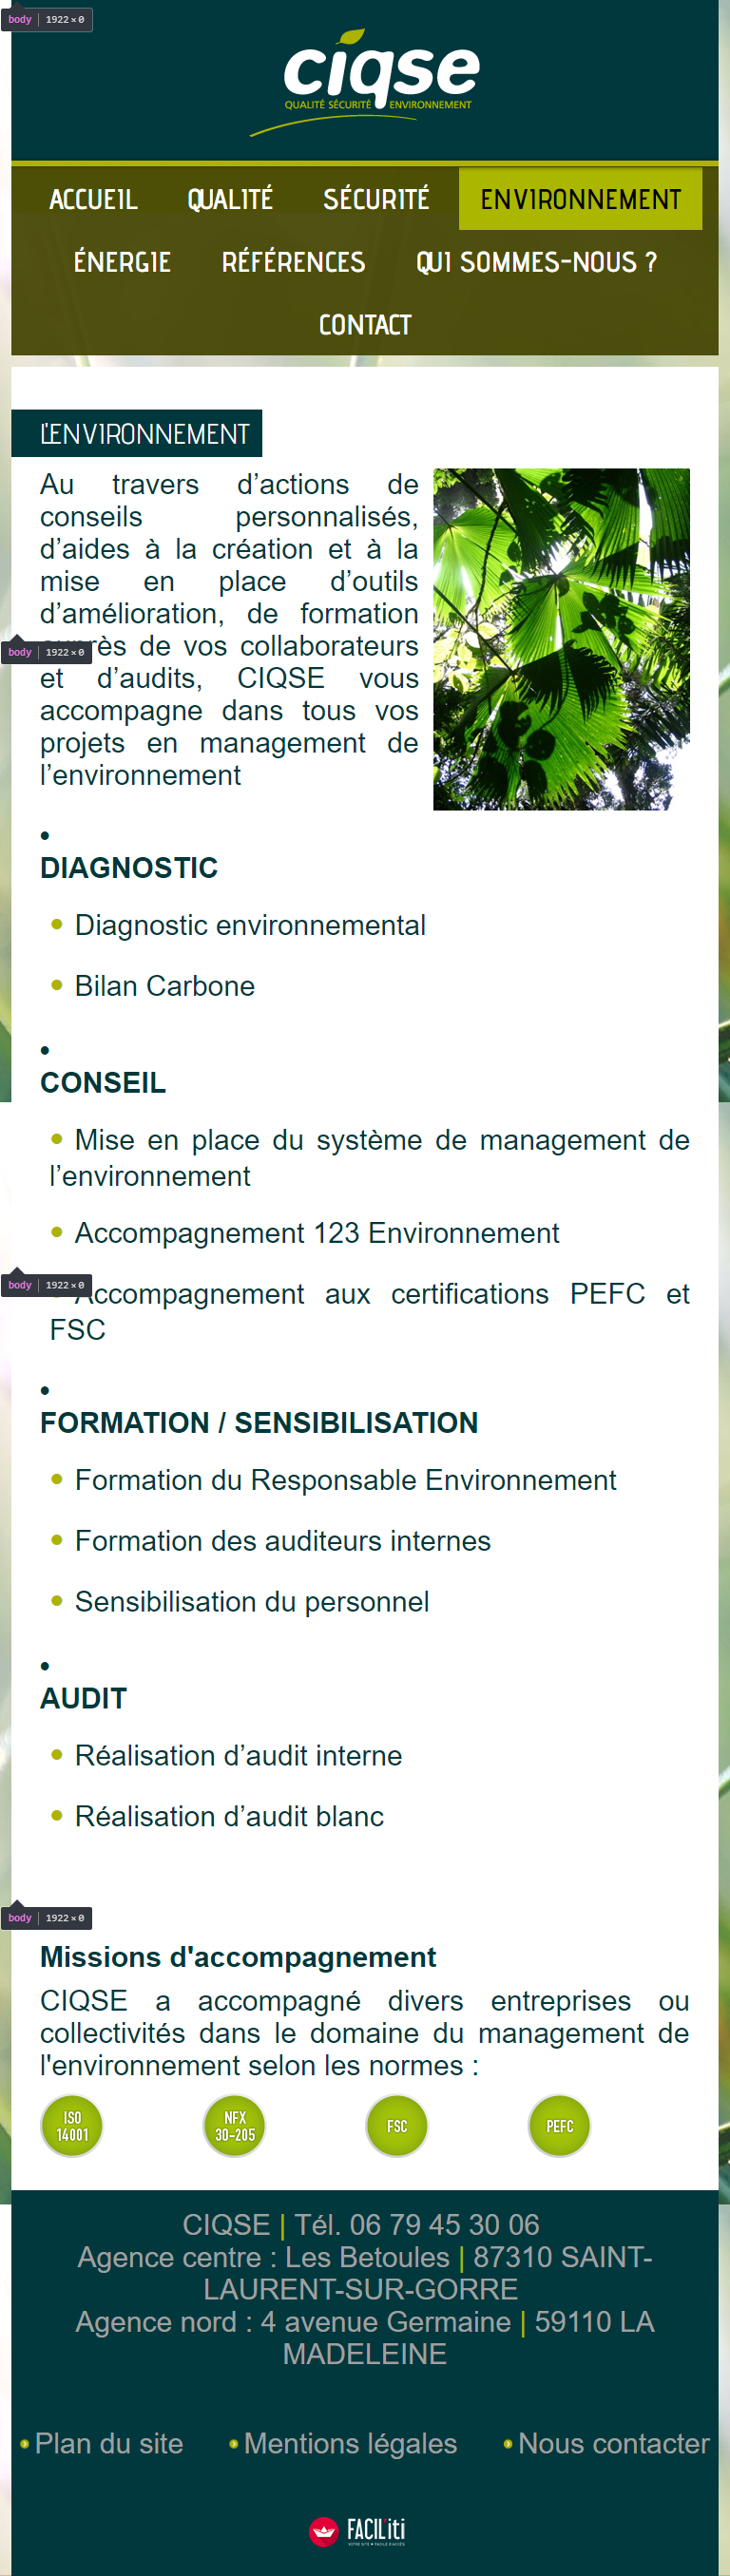 body 1922 × 0
ciqse
QUALITÉ SÉCURITÉ ENVIRONNEMENT
ACCUEIL QUALITÉ SÉCURITÉ ENVIRONNEMENT
ÉNERGIE RÉFÉRENCES QUI SOMMES-NOUS ?
CONTACT
L'ENVIRONNEMENT
Au travers d’actions de
conseils personnalisés,
d’aides à la création et à la
mise en place d’outils
d’amélioration, de formation
de vos collaborateurs
body 1922 × 0
et d’audits, CIQSE vous
accompagne dans tous vos
projets en management de
l’environnement
•
DIAGNOSTIC
• Diagnostic environnemental
• Bilan Carbone
•
CONSEIL
• Mise en place du système de management de
l’environnement
• Accompagnement 123 Environnement
body 1922 × 0
Accompagnement aux certifications PEFC et
FSC
•
FORMATION / SENSIBILISATION
• Formation du Responsable Environnement
• Formation des auditeurs internes
• Sensibilisation du personnel
•
AUDIT
• Réalisation d’audit interne
• Réalisation d’audit blanc
body 1922 × 0
Missions d'accompagnement
CIQSE a accompagné divers entreprises ou
collectivités dans le domaine du management de
l'environnement selon les normes :
ISO
14001
NFX
30-205
FSC
PEFC
CIQSE | Tél. 06 79 45 30 06
Agence centre : Les Betoules | 87310 SAINT-
LAURENT-SUR-GORRE
Agence nord : 4 avenue Germaine | 59110 LA
MADELEINE
Plan du site Mentions légales Nous contacter
FACIL'iti